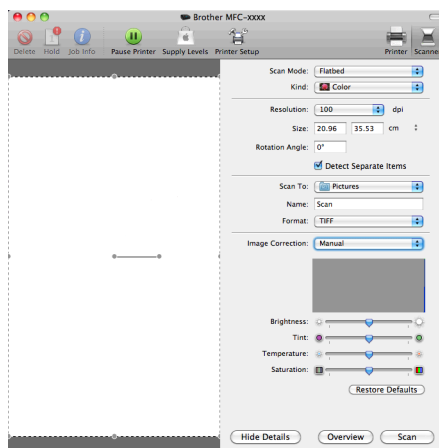 Brother MFC-xxxx
Delete Hold Job Info Pause Printer Supply Levels Printer Setup Printer Scanner
Scan Mode: Flatbed
Kind: Color
Resolution: 100 dpi
Size: 20.96 35.53 cm
Rotation Angle: 0°
Detect Separate Items
Scan To: Pictures
Name: Scan
Format: TIFF
Image Correction: Manual
Brightness:
Tint:
Temperature:
Saturation:
Restore Defaults
Hide Details Overview Scan